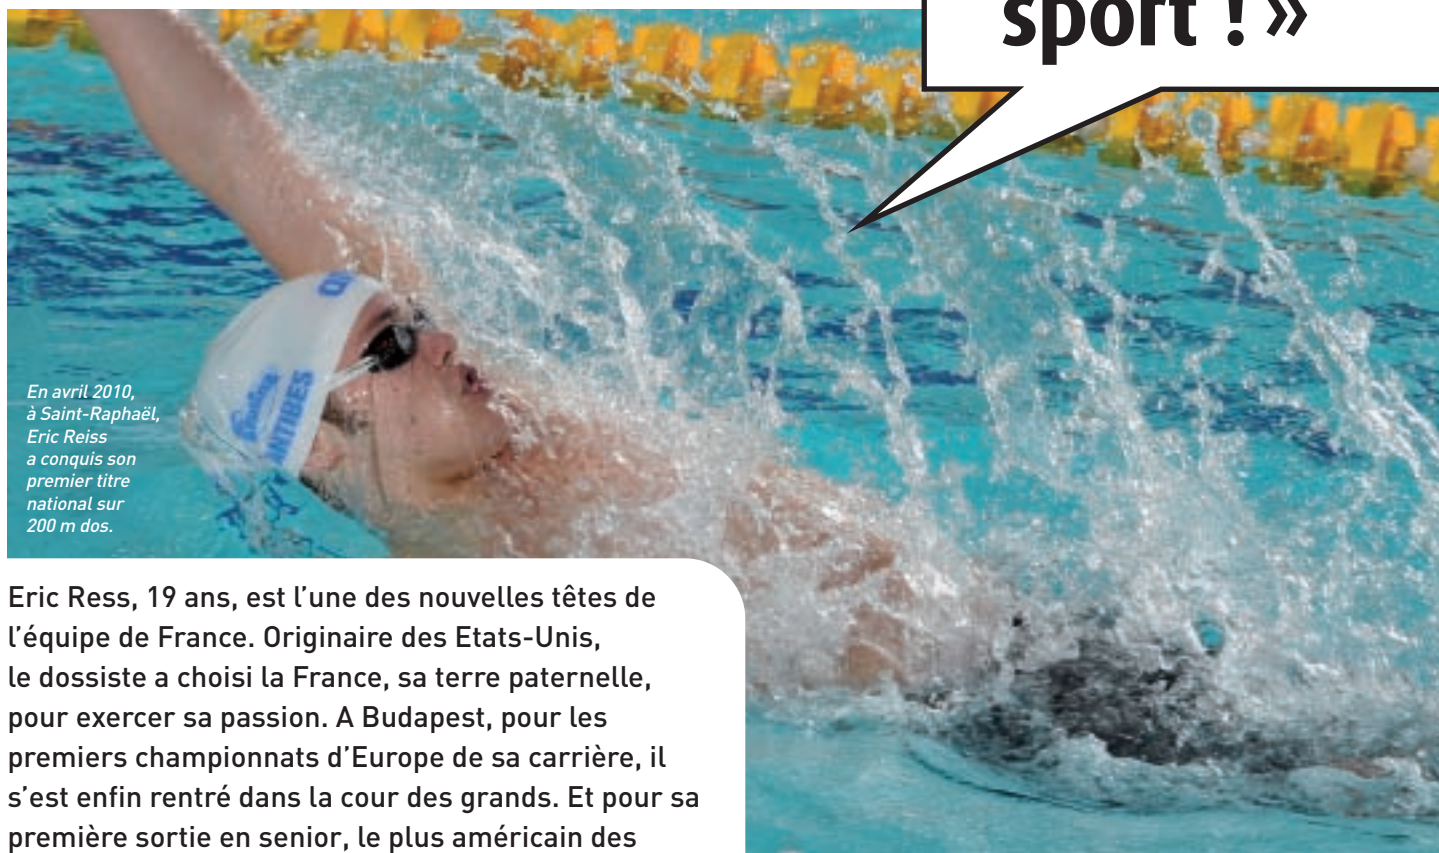 sport ! »
ANTIBES
En avril 2010,
à Saint-Raphaël,
Eric Reiss
a conquis son
premier titre
national sur
200 m dos.
Eric Ress, 19 ans, est l’une des nouvelles têtes de
l’équipe de France. Originaire des Etats-Unis,
le dossiste a choisi la France, sa terre paternelle,
pour exercer sa passion. A Budapest, pour les
premiers championnats d’Europe de sa carrière, il
s’est enfin rentré dans la cour des grands. Et pour sa
première sortie en senior, le plus américain des